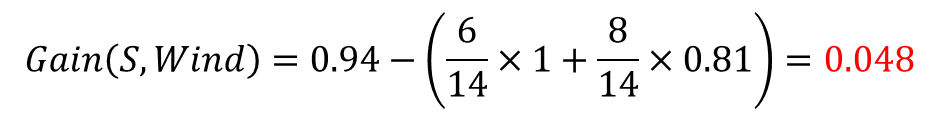 Gain(S, Wind) = 0.94 − (6/14 × 1 + 8/14 × 0.81) = 0.048